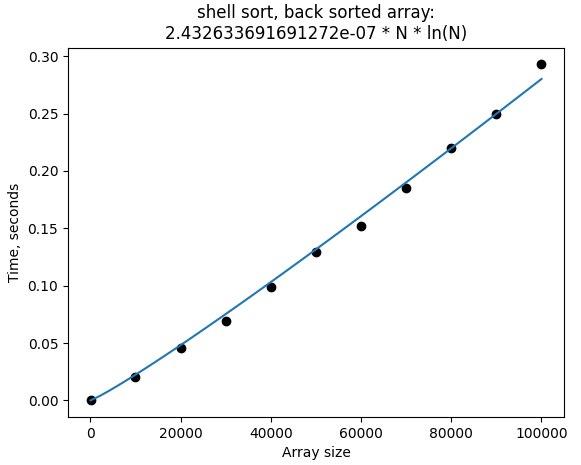 shell sort, back sorted array:
2.432633691691272e-07 * N * ln(N)
0.30
0.25
0.20
0.15
0.10
0.05
0.00
Time, seconds
0 20000 40000 60000 80000 100000
Array size